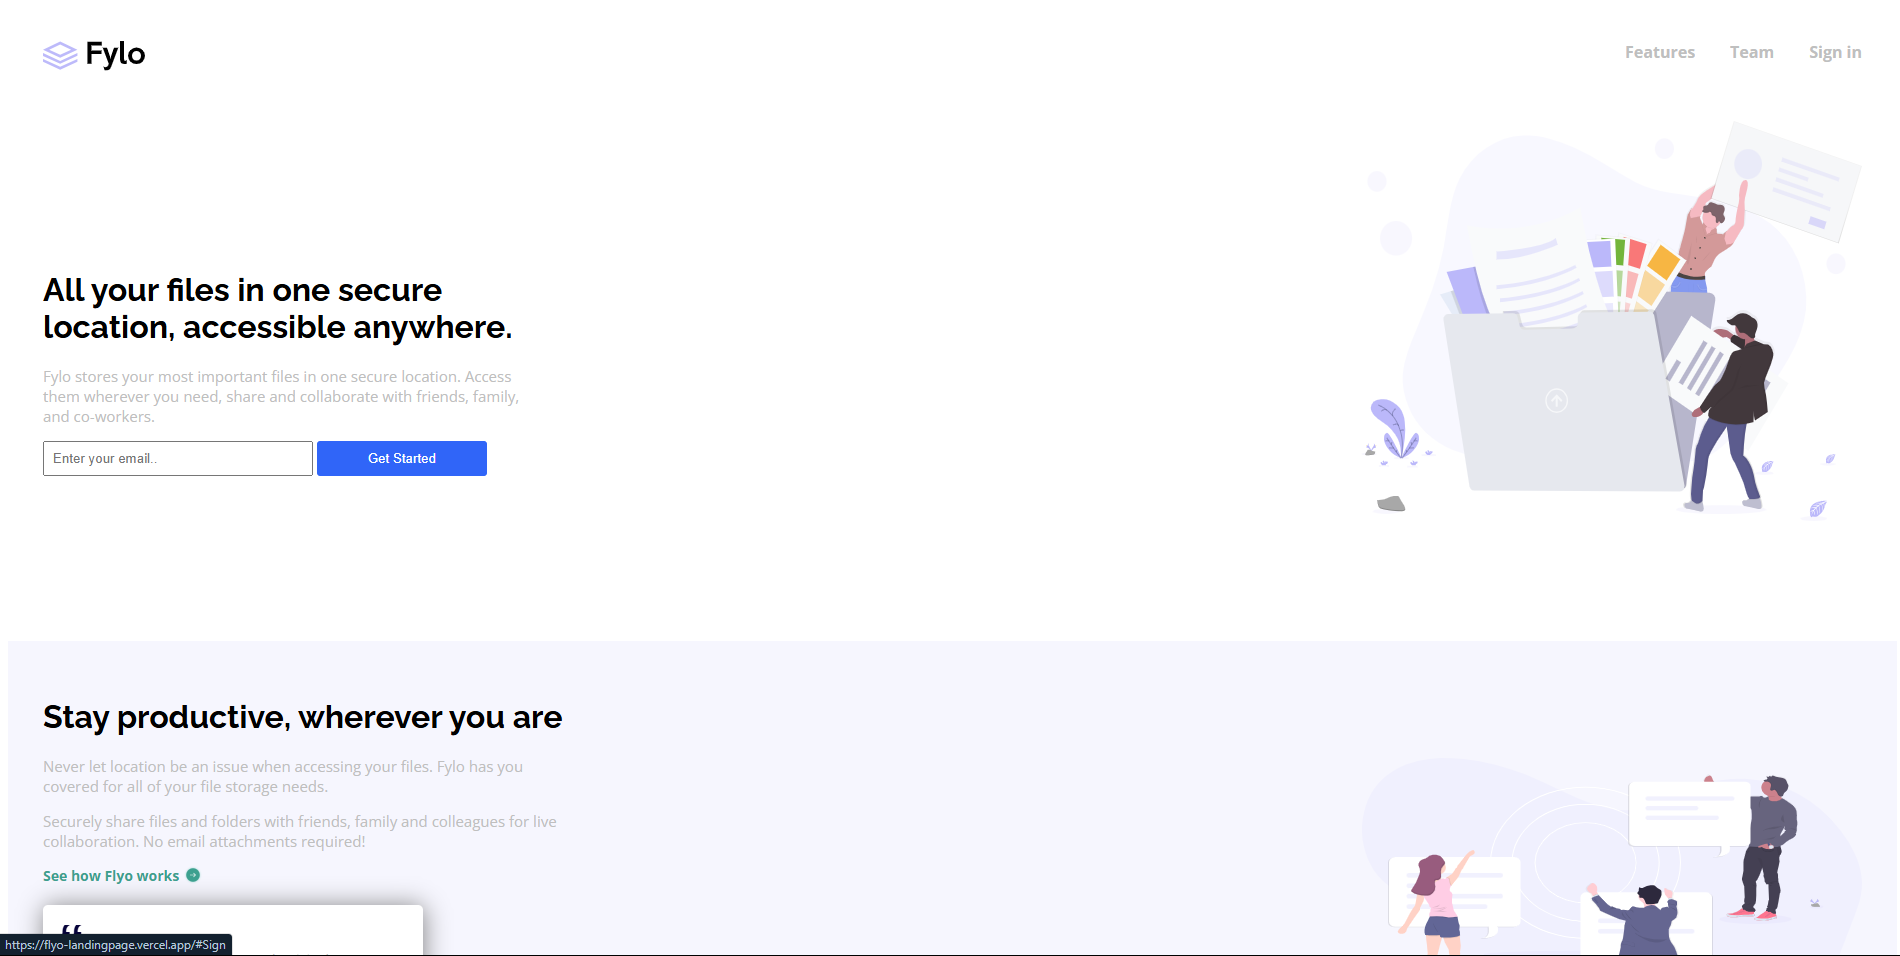 Fylo
Features
Team
Sign in
All your files in one secure
location, accessible anywhere.
Fylo stores your most important files in one secure location. Access
them wherever you need, share and collaborate with friends, family,
and co-workers.
Enter your email..
Get Started
Stay productive, wherever you are
Never let location be an issue when accessing your files. Fylo has you
covered for all of your file storage needs.
Securely share files and folders with friends, family and colleagues for live
collaboration. No email attachments required!
See how Flyo works
“
https://flyo-landingpage.vercel.app/#Sign